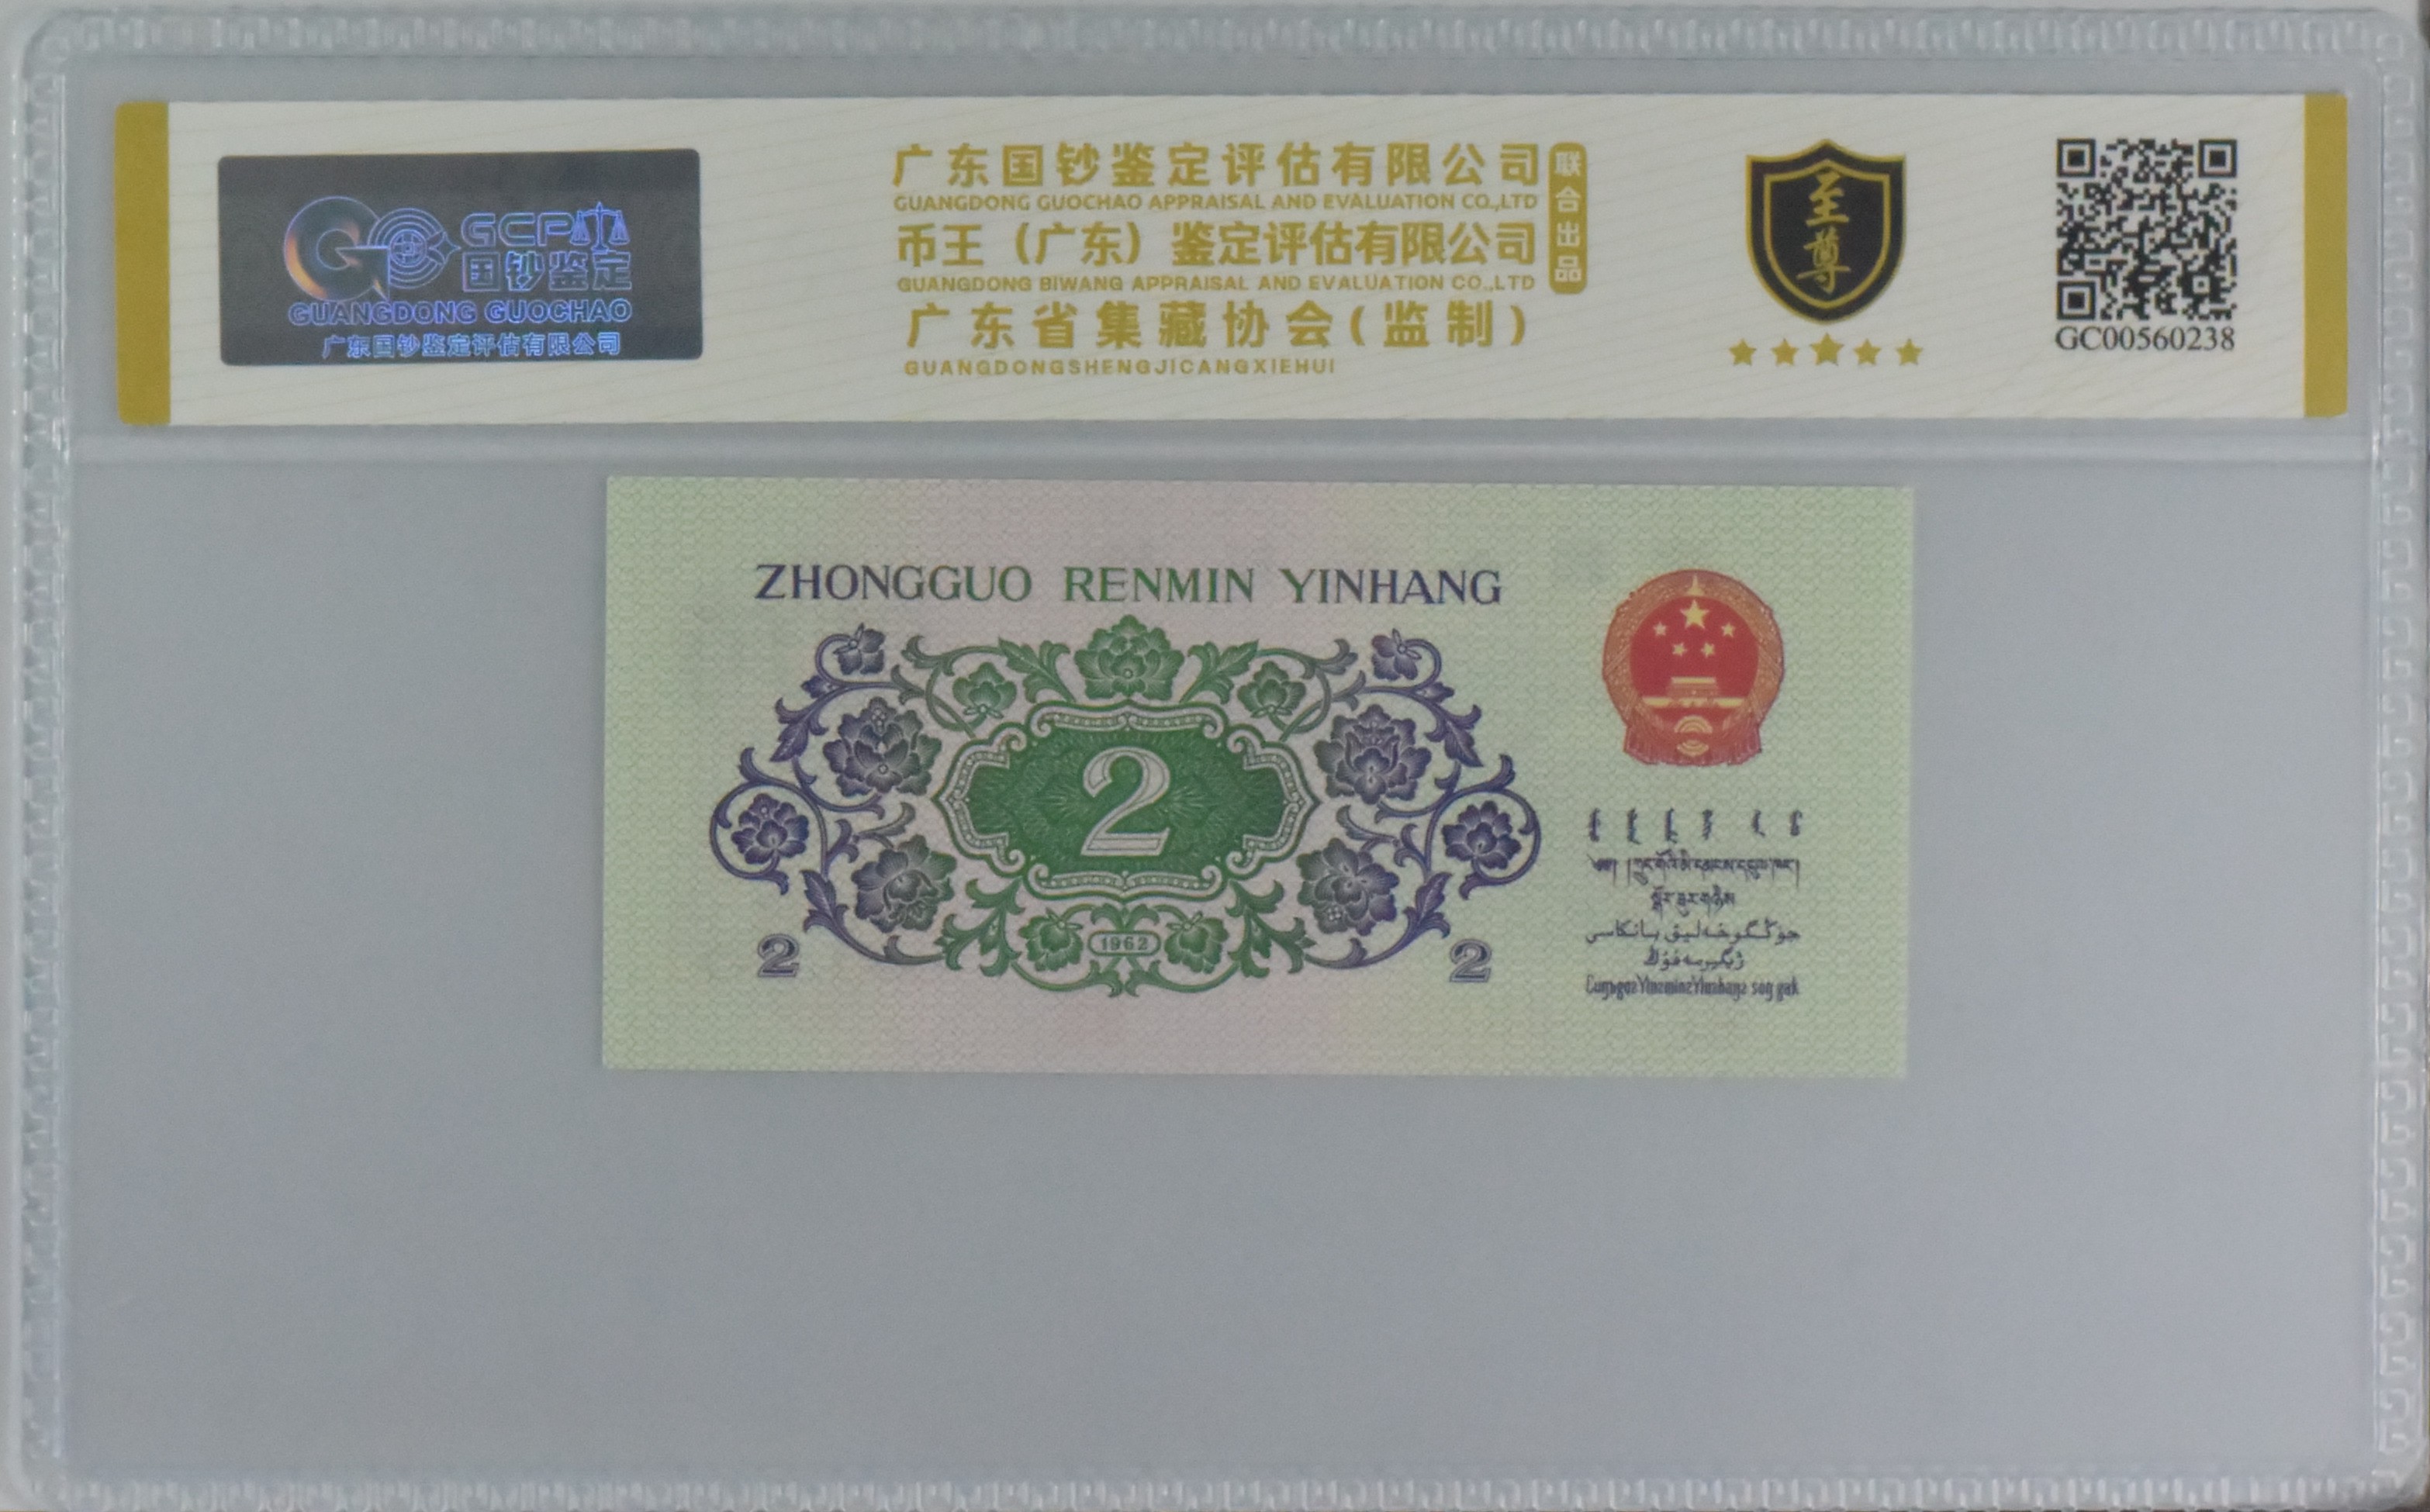 GCP
国钞鉴定
GUANGDONG GUOCHAO
广东国钞鉴定评估有限公司
广东国钞鉴定评估有限公司
GUANGDONG GUOCHAO APPRAISAL AND EVALUATION CO.,LTD
币王（广东）鉴定评估有限公司
GUANGDONG BIWANG APPRAISAL AND EVALUATION CO.,LTD
联合出品
广东省集藏协会(监制)
GUANGDONGSHENGJICANGXIEHUI
至尊
GC00560238
ZHONGGUO RENMIN YINHANG
2
1962
2
2